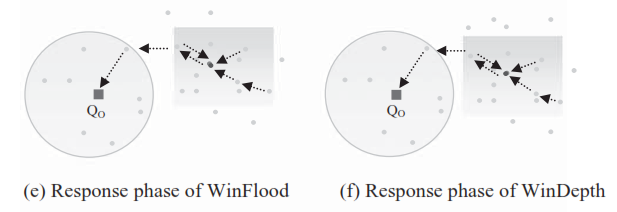 Qo
Qo
(e) Response phase of WinFlood
(f) Response phase of WinDepth